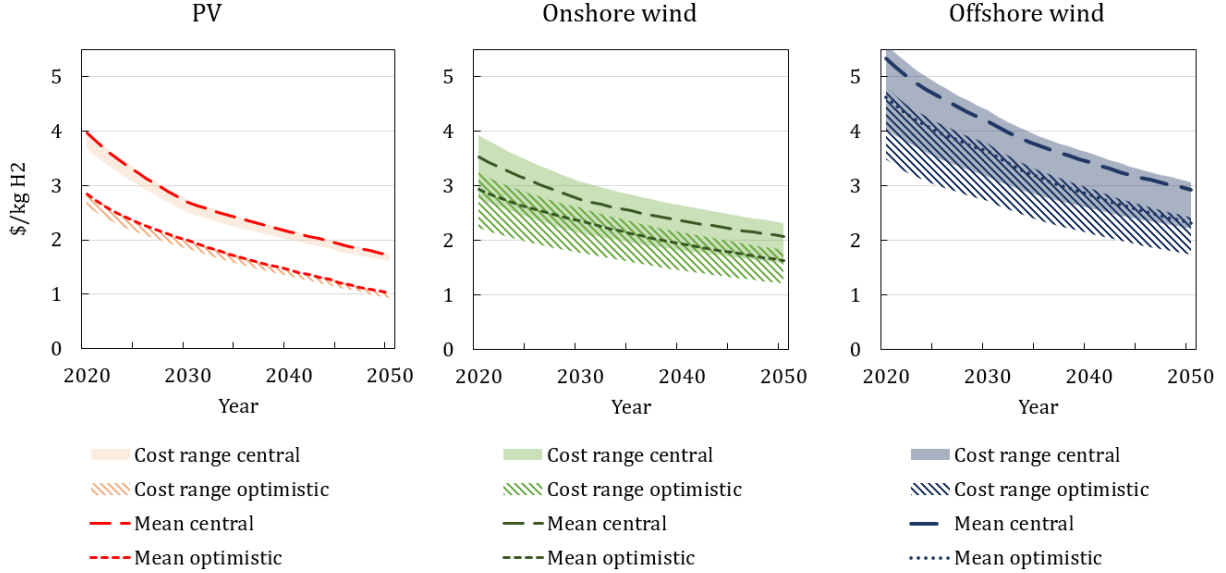 PV
Onshore wind
Offshore wind
$/kg H2
5
4
3
2
1
0
2020
2030
2040
2050
Year
5
4
3
2
1
0
2020
2030
2040
2050
Year
5
4
3
2
1
0
2020
2030
2040
2050
Year
Cost range central
Cost range optimistic
Mean central
Mean optimistic
Cost range central
Cost range optimistic
Mean central
Mean optimistic
Cost range central
Cost range optimistic
Mean central
Mean optimistic